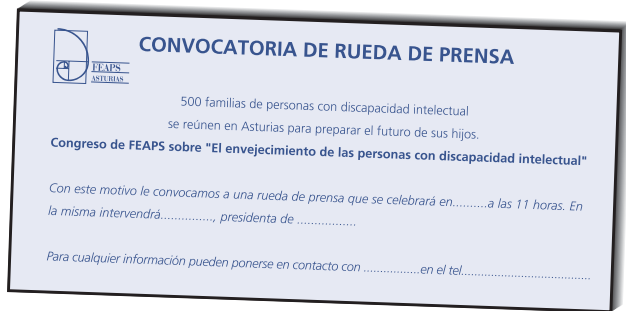 FEAPS
ASTURIAS
CONVOCATORIA DE RUEDA DE PRENSA
500 familias de personas con discapacidad intelectual
se reúnen en Asturias para preparar el futuro de sus hijos.
Congreso de FEAPS sobre "El envejecimiento de las personas con discapacidad intelectual"
Con este motivo le convocamos a una rueda de prensa que se celebrará en..........a las 11 horas. En
la misma intervendrá..............., presidenta de .................
Para cualquier información pueden ponerse en contacto con .................en el tel.......................................